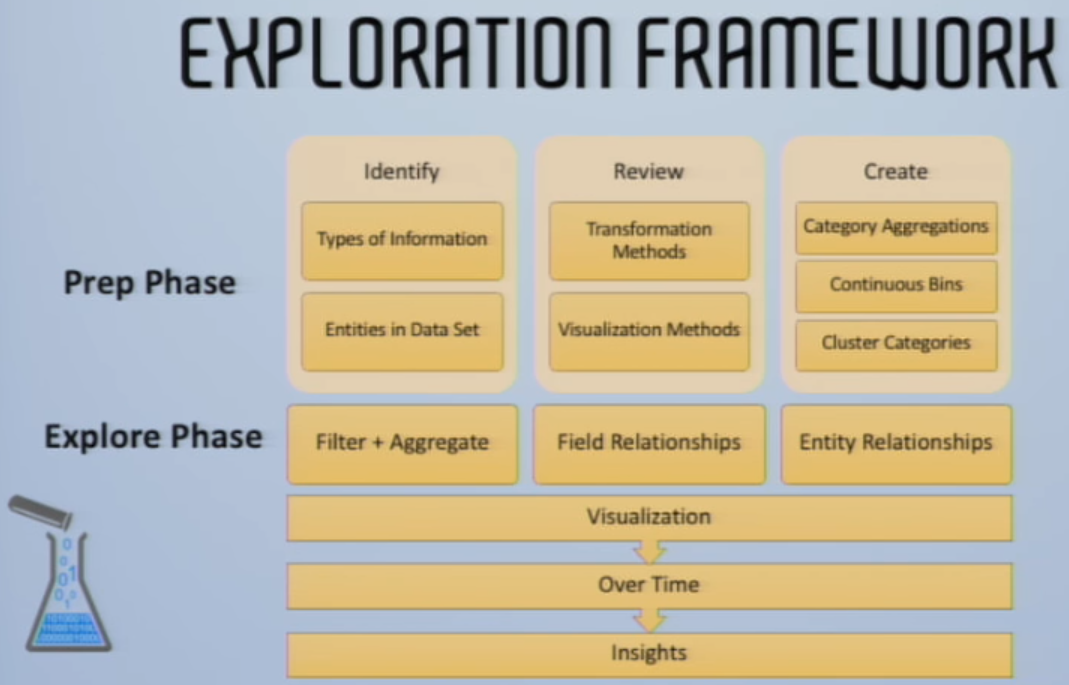 EXPLORATION FRAMEWORK
Identify
Review
Create
Prep Phase
Types of Information
Entities in Data Set
Transformation
Methods
Visualization Methods
Category Aggregations
Continuous Bins
Cluster Categories
Explore Phase
Filter + Aggregate
Field Relationships
Entity Relationships
Visualization
Over Time
Insights